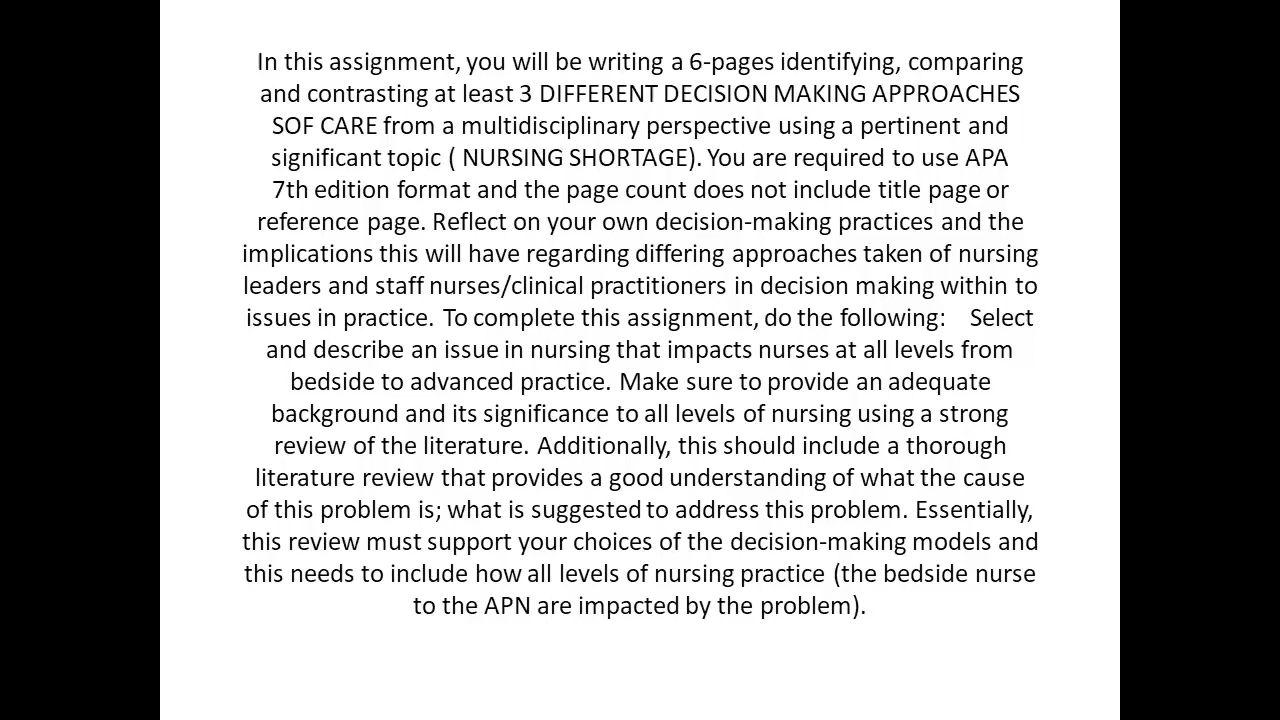 In this assignment, you will be writing a 6-pages identifying, comparing
and contrasting at least 3 DIFFERENT DECISION MAKING APPROACHES
SOF CARE from a multidisciplinary perspective using a pertinent and
significant topic ( NURSING SHORTAGE). You are required to use APA
7th edition format and the page count does not include title page or
reference page. Reflect on your own decision-making practices and the
implications this will have regarding differing approaches taken of nursing
leaders and staff nurses/clinical practitioners in decision making within to
issues in practice. To complete this assignment, do the following:    Select
and describe an issue in nursing that impacts nurses at all levels from
bedside to advanced practice. Make sure to provide an adequate
background and its significance to all levels of nursing using a strong
review of the literature. Additionally, this should include a thorough
literature review that provides a good understanding of what the cause
of this problem is; what is suggested to address this problem. Essentially,
this review must support your choices of the decision-making models and
this needs to include how all levels of nursing practice (the bedside nurse
to the APN are impacted by the problem).